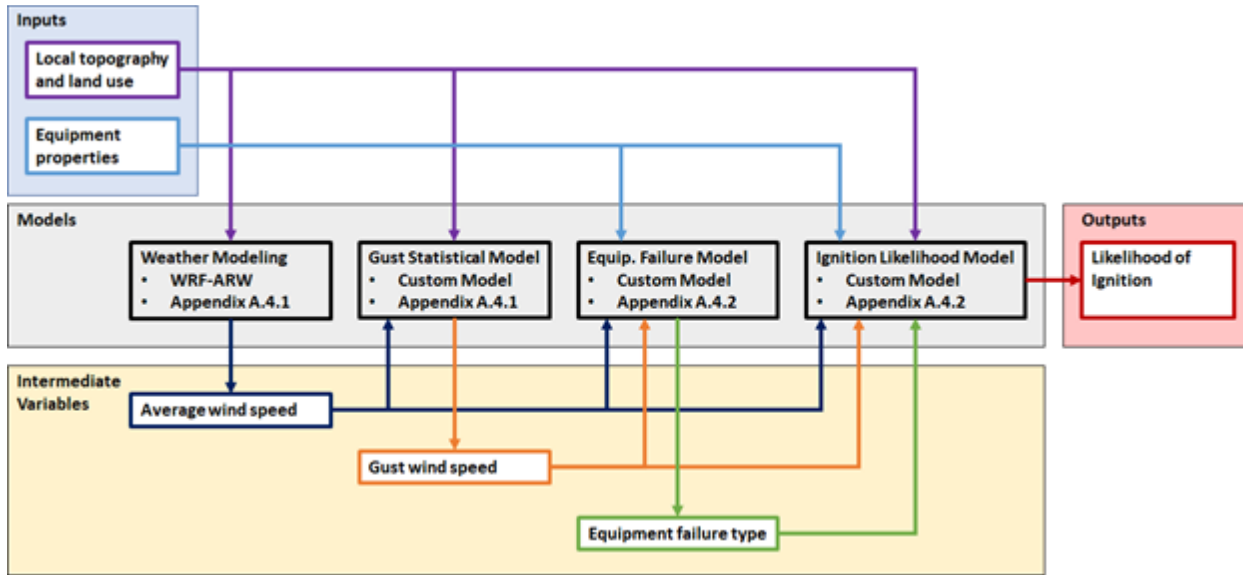 Inputs
Local topography
and land use
Equipment
properties
Models
Weather Modeling
• WRF-ARW
• Appendix A.4.1
Gust Statistical Model
• Custom Model
• Appendix A.4.1
Equip. Failure Model
• Custom Model
• Appendix A.4.2
Ignition Likelihood Model
• Custom Model
• Appendix A.4.2
Outputs
Likelihood of
Ignition
Intermediate
Variables
Average wind speed
Gust wind speed
Equipment failure type